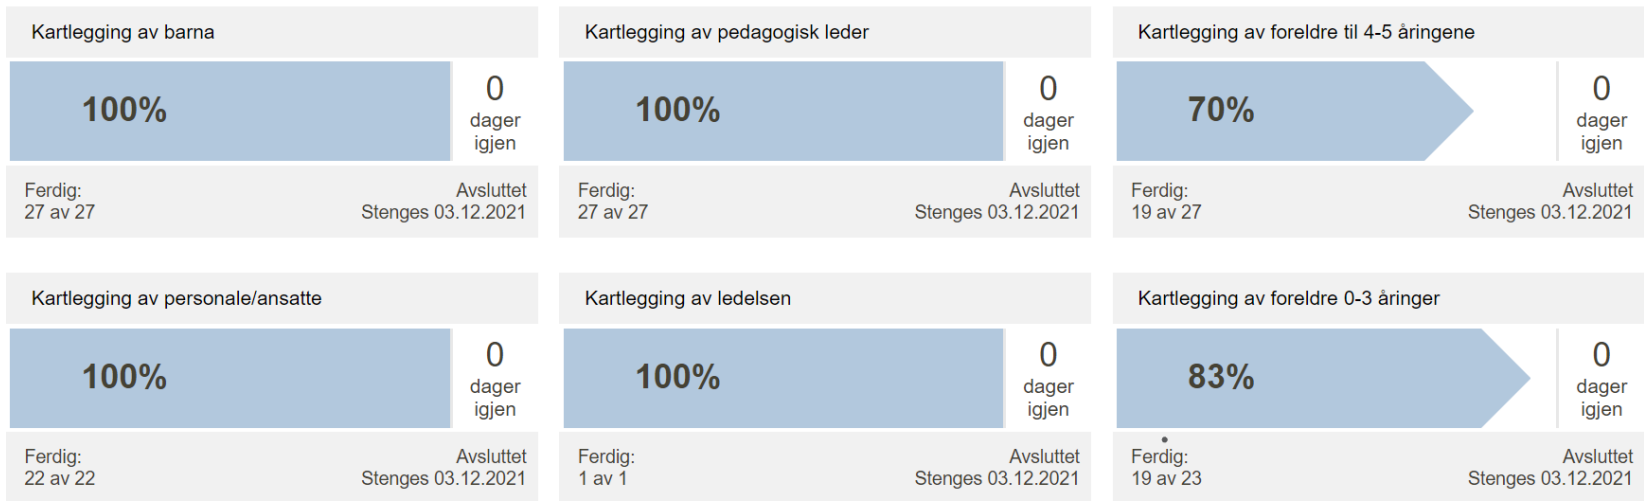 Kartlegging av barna
100%
0
dager
igjen
Ferdig:
27 av 27
Avsluttet
Stenges 03.12.2021
Kartlegging av pedagogisk leder
100%
0
dager
igjen
Ferdig:
27 av 27
Avsluttet
Stenges 03.12.2021
Kartlegging av foreldre til 4-5 åringene
70%
0
dager
igjen
Ferdig:
19 av 27
Avsluttet
Stenges 03.12.2021
Kartlegging av personale/ansatte
100%
0
dager
igjen
Ferdig:
22 av 22
Avsluttet
Stenges 03.12.2021
Kartlegging av ledelsen
100%
0
dager
igjen
Ferdig:
1 av 1
Avsluttet
Stenges 03.12.2021
Kartlegging av foreldre 0-3 åringer
83%
0
dager
igjen
Ferdig:
19 av 23
Avsluttet
Stenges 03.12.2021